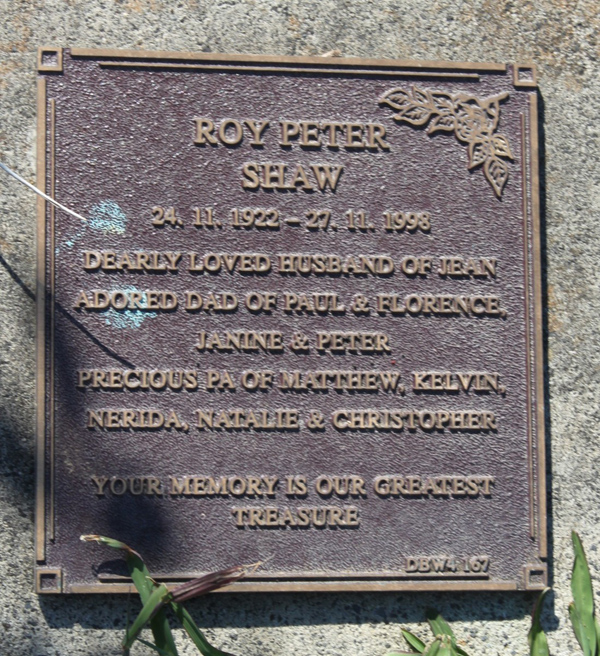 ROY PETER
SHAW
24. 11. 1922 – 27. 11. 1998
DEARLY LOVED HUSBAND OF JEAN
ADORED DAD OF PAUL & FLORENCE,
JANINE & PETER
PRECIOUS PA OF MATTHEW, KELVIN,
NERIDA, NATALIE & CHRISTOPHER
YOUR MEMORY IS OUR GREATEST
TREASURE
DBW4. 167